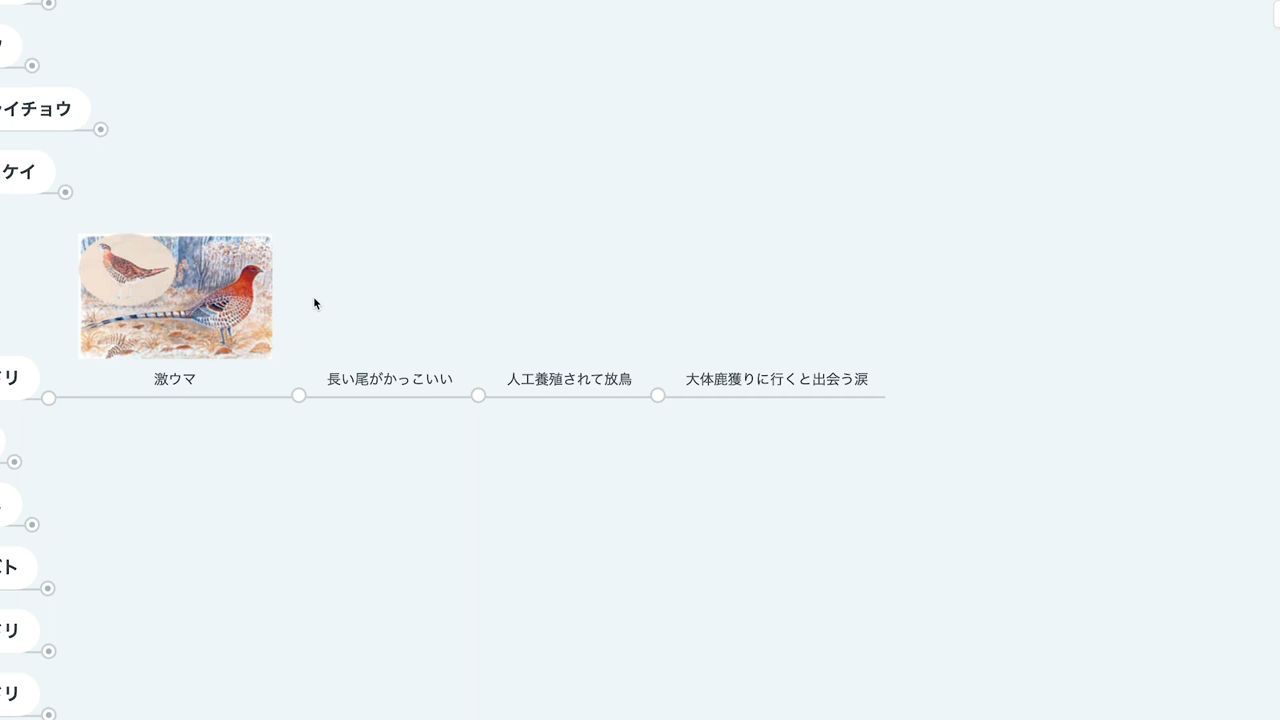 イチョウ
ケイ
リ
激ウマ
長い尾がかっこいい
人工養殖されて放鳥
大体鹿獲りに行くと出会う涙
ト
リ
リ